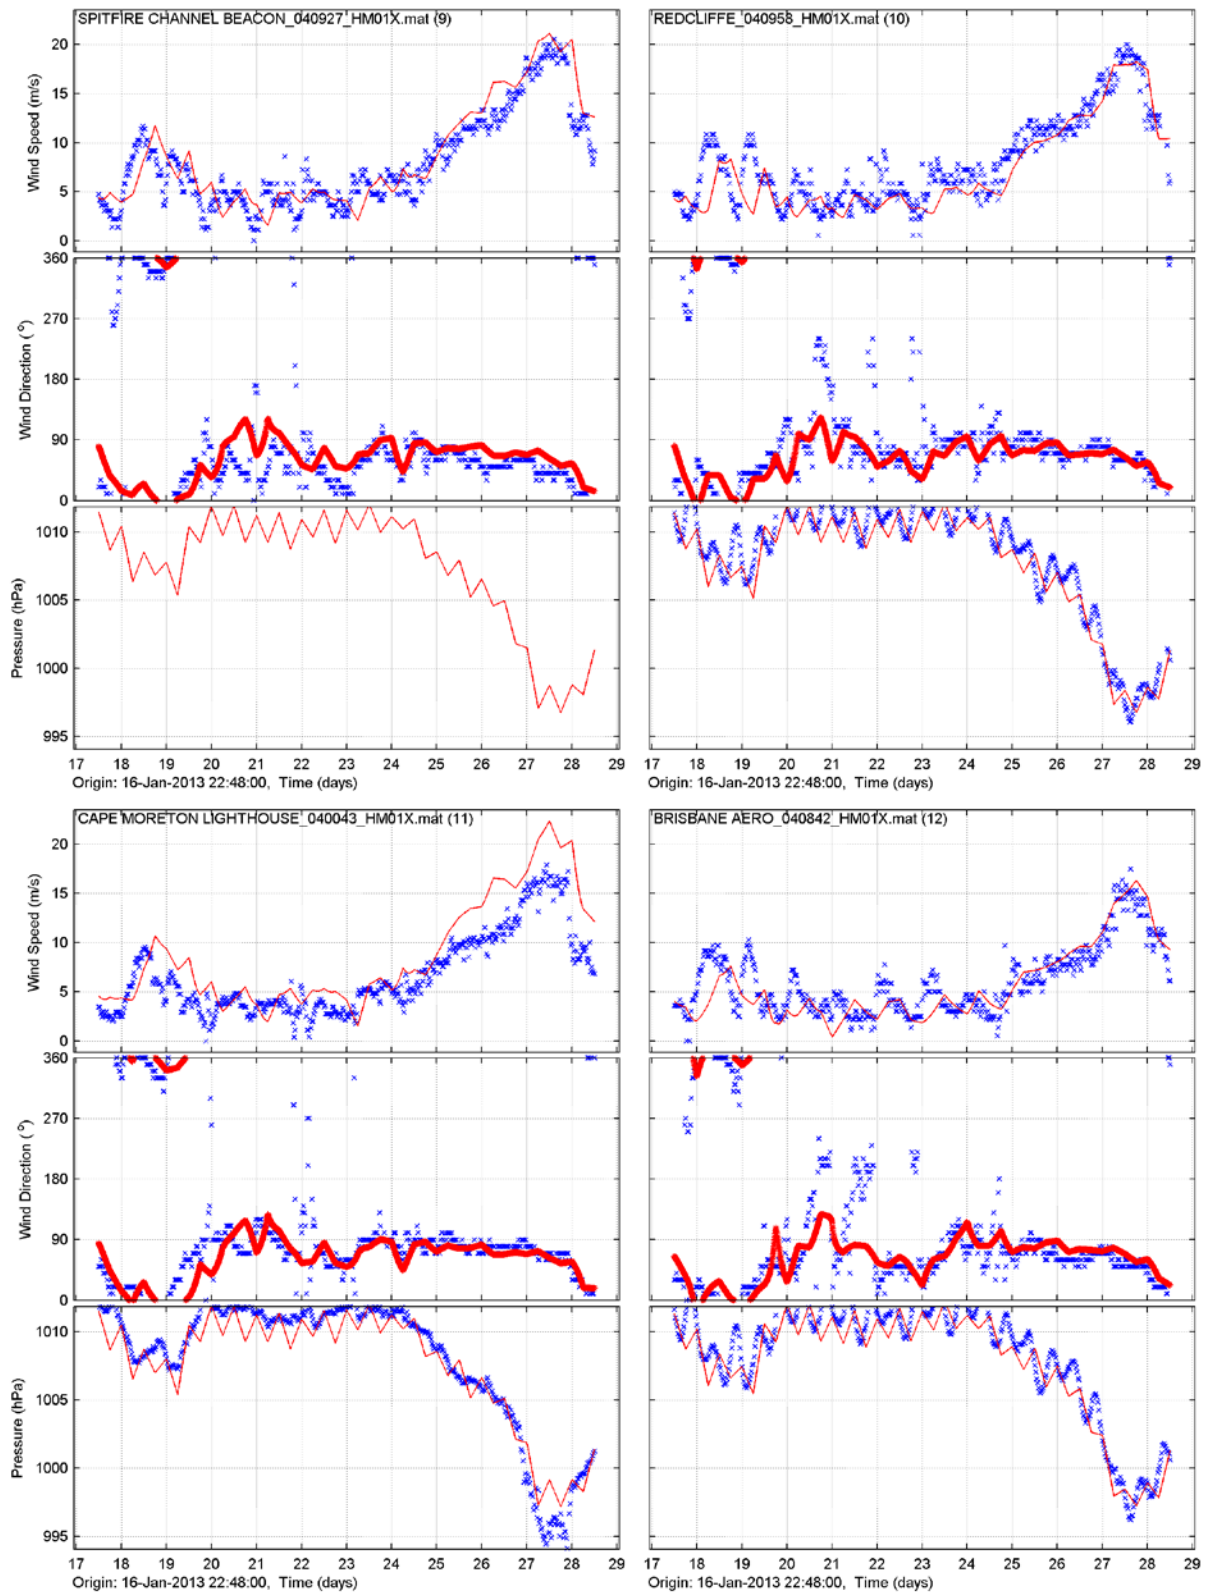 SPITFIRE CHANNEL BEACON_040927_HM01X.mat (9)
Wind Speed (m/s)
20
15
10
5
0
Wind Direction (°)
360
270
180
90
0
Pressure (hPa)
1010
1005
1000
995
17 18 19 20 21 22 23 24 25 26 27 28 29
Origin: 16-Jan-2013 22:48:00, Time (days)
REDCLIFFE_040958_HM01X.mat (10)
17 18 19 20 21 22 23 24 25 26 27 28 29
Origin: 16-Jan-2013 22:48:00, Time (days)
CAPE MORETON LIGHTHOUSE_040043_HM01X.mat (11)
Wind Speed (m/s)
20
15
10
5
0
Wind Direction (°)
360
270
180
90
0
Pressure (hPa)
1010
1005
1000
995
17 18 19 20 21 22 23 24 25 26 27 28 29
Origin: 16-Jan-2013 22:48:00, Time (days)
BRISBANE AERO_040842_HM01X.mat (12)
17 18 19 20 21 22 23 24 25 26 27 28 29
Origin: 16-Jan-2013 22:48:00, Time (days)